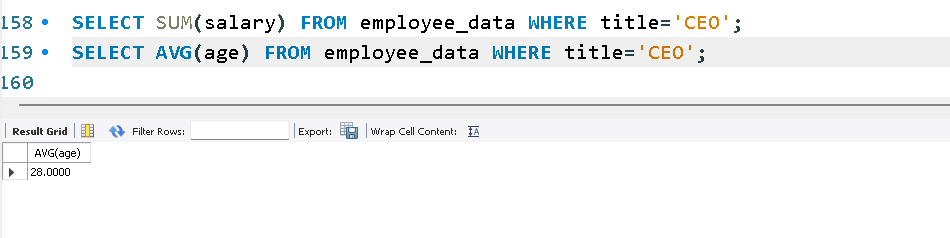 158 • SELECT SUM(salary) FROM employee_data WHERE title='CEO';
159 • SELECT AVG(age) FROM employee_data WHERE title='CEO';
160
Result Grid Filter Rows: Export: Wrap Cell Content: IA
AVG(age)
28.0000